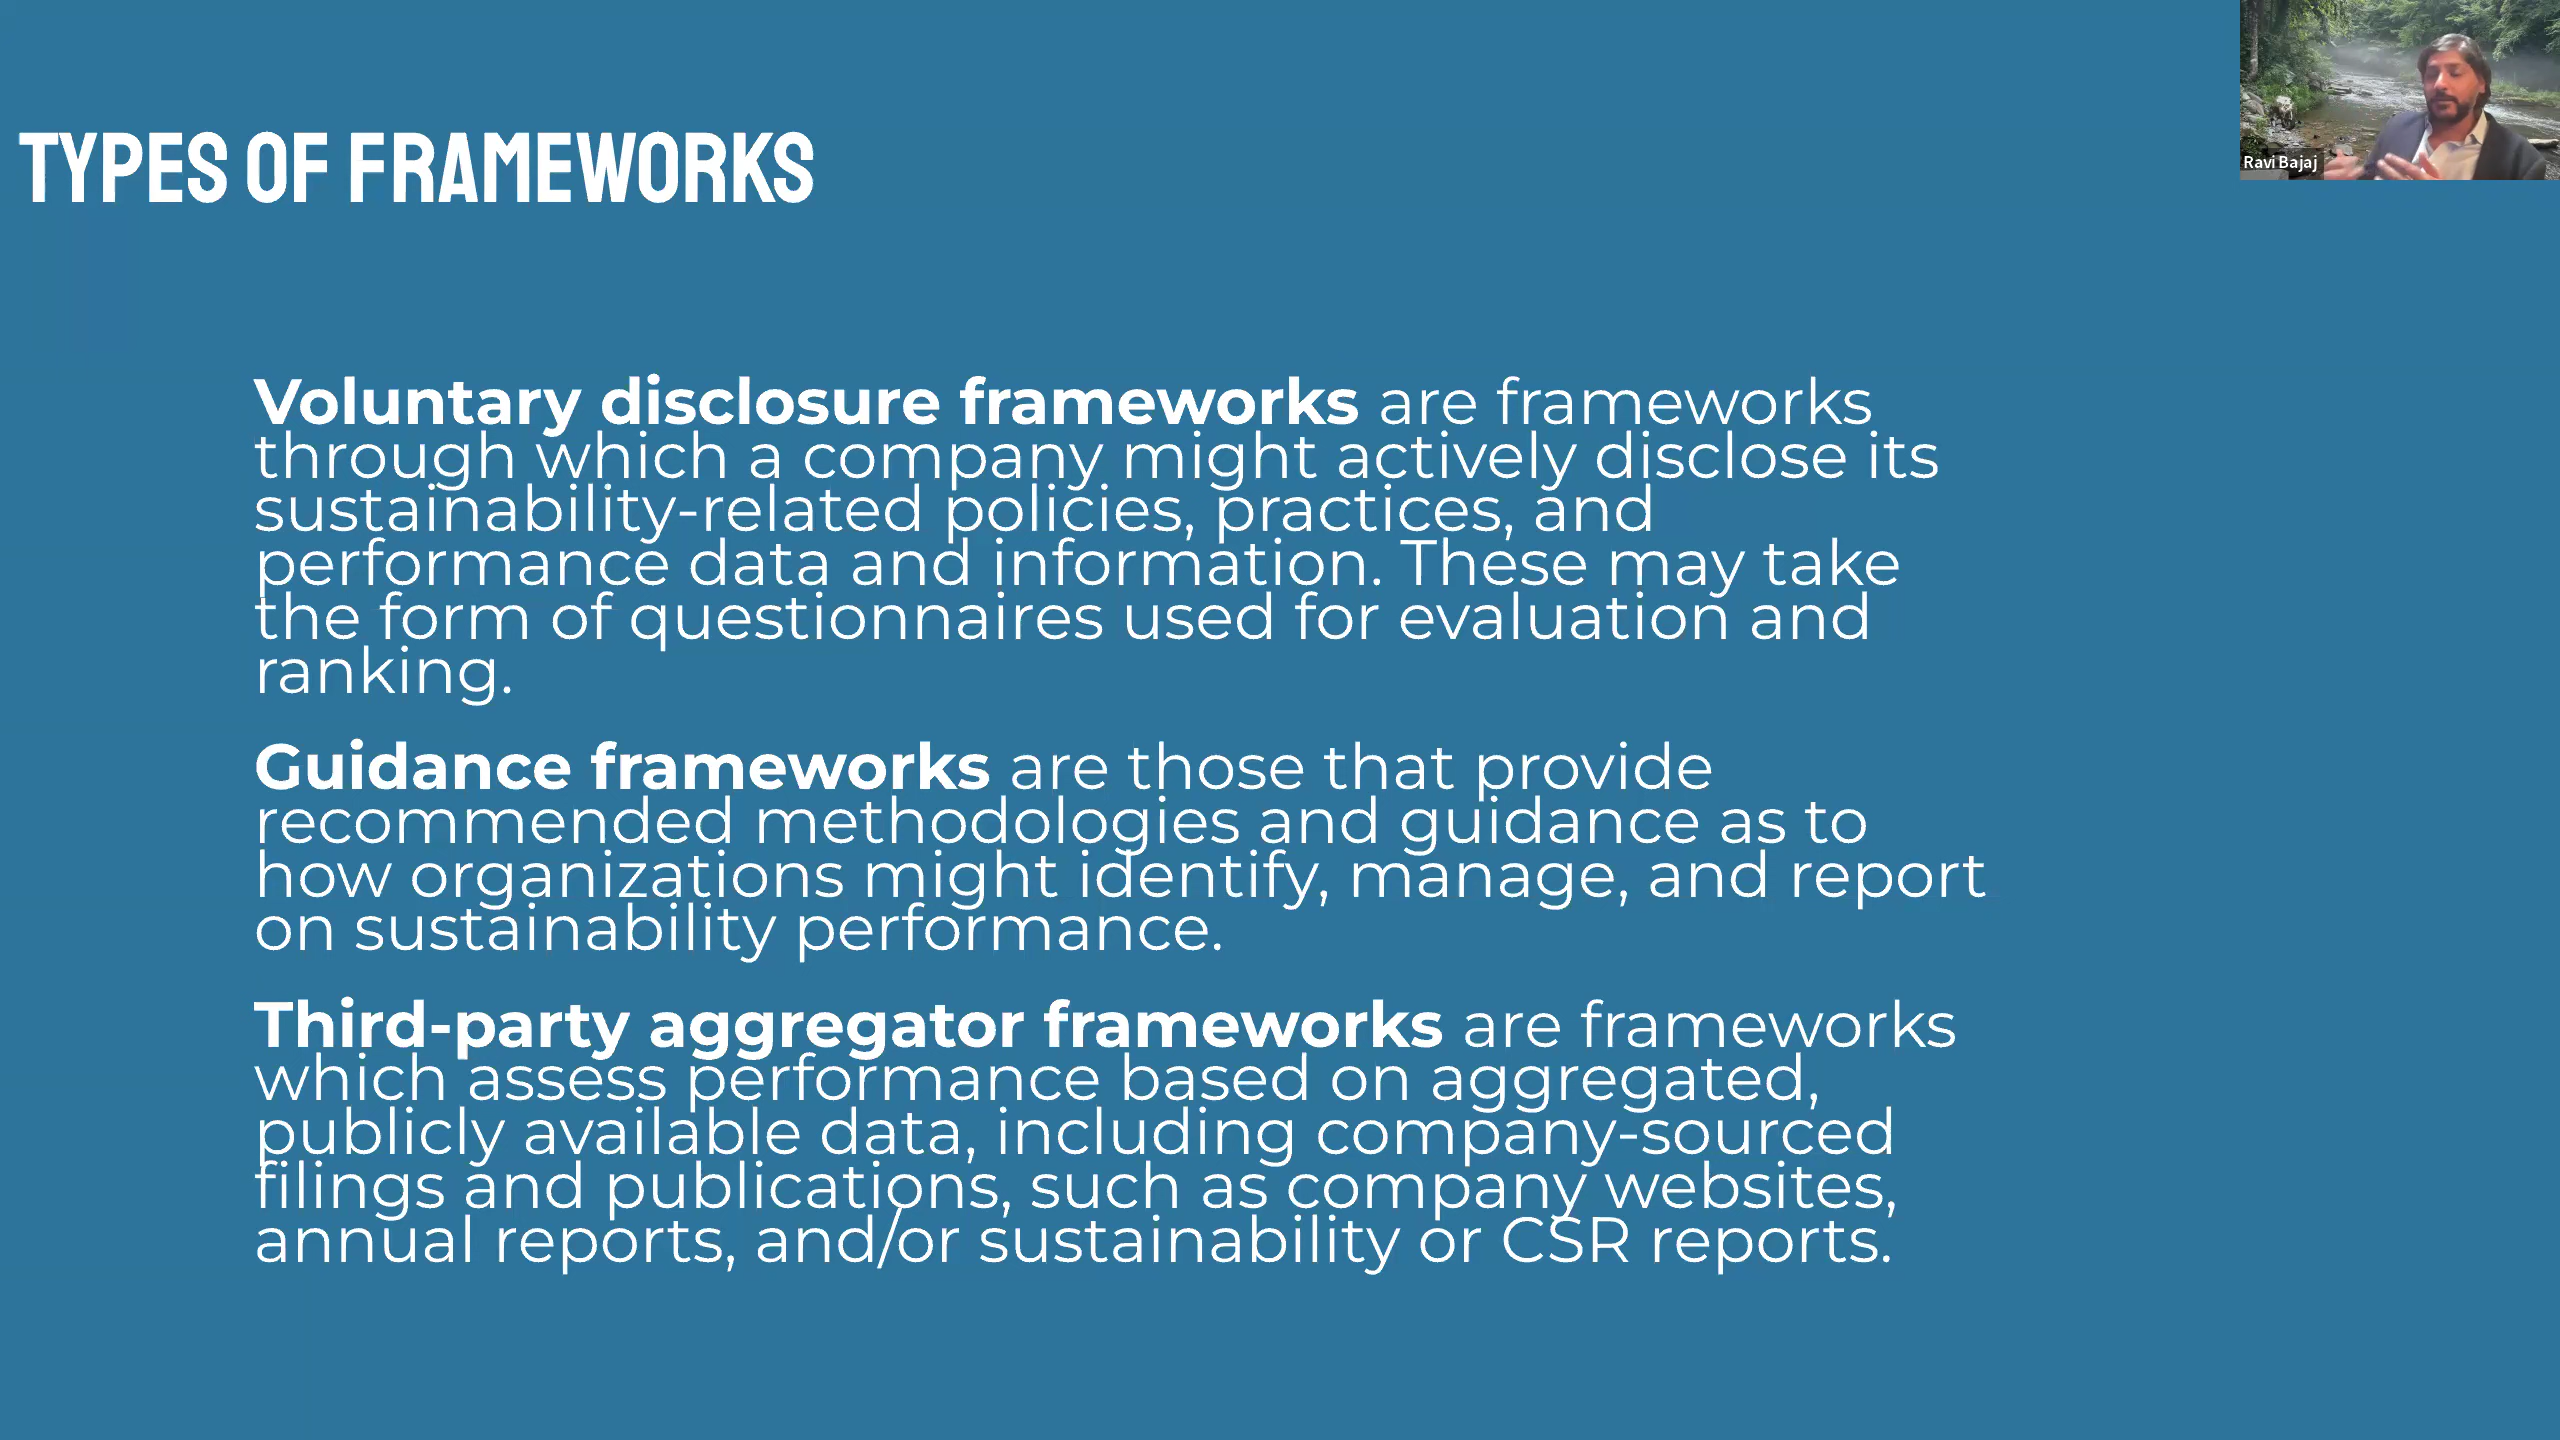 TYPES OF FRAMEWORKS
Ravi Bajaj
Voluntary disclosure frameworks are frameworks
through which a company might actively disclose its
sustainability-related policies, practices, and
performance data and information. These may take
the form of questionnaires used for evaluation and
ranking.
Guidance frameworks are those that provide
recommended methodologies and guidance as to
how organizations might identify, manage, and report
on sustainability performance.
Third-party aggregator frameworks are frameworks
which assess performance based on aggregated,
publicly available data, including company-sourced
filings and publications, such as company websites,
annual reports, and/or sustainability or CSR reports.